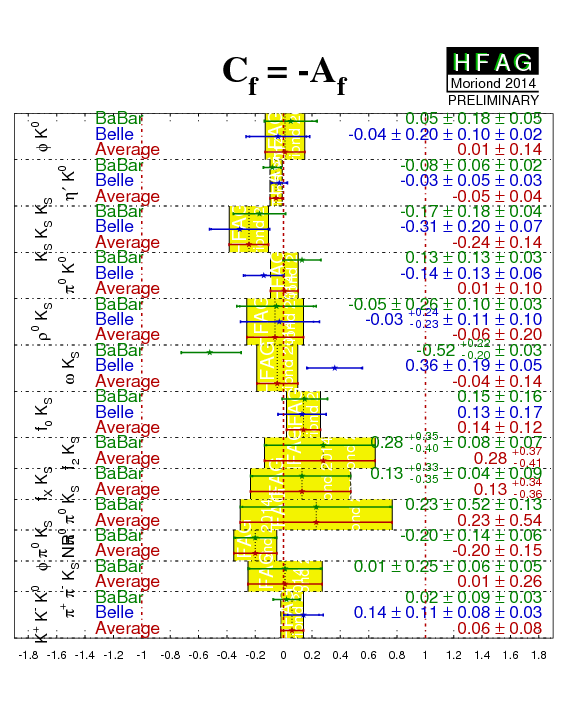 C_f = -A_f
HFAG
Moriond 2014
PRELIMINARY
φ K⁰
BaBar 0.05 ± 0.18 ± 0.05
Belle -0.04 ± 0.20 ± 0.10 ± 0.02
Average 0.01 ± 0.14
η′ K⁰
BaBar -0.08 ± 0.06 ± 0.02
Belle -0.03 ± 0.05 ± 0.03
Average -0.05 ± 0.04
K_S K_S K_S
BaBar -0.17 ± 0.18 ± 0.04
Belle -0.31 ± 0.20 ± 0.07
Average -0.24 ± 0.14
π⁰ K⁰
BaBar 0.13 ± 0.13 ± 0.03
Belle -0.14 ± 0.13 ± 0.06
Average 0.01 ± 0.10
ρ⁰ K_S
BaBar -0.05 ± 0.26 ± 0.10 ± 0.03
Belle -0.03 +0.24 -0.23 ± 0.11 ± 0.10
Average -0.06 ± 0.20
ω K_S
BaBar -0.52 +0.22 -0.20 ± 0.03
Belle 0.36 ± 0.19 ± 0.05
Average -0.04 ± 0.14
f₀ K_S
BaBar 0.15 ± 0.16
Belle 0.13 ± 0.17
Average 0.14 ± 0.12
f₂ K_S
BaBar 0.28 +0.35 -0.40 ± 0.08 ± 0.07
Average 0.28 +0.37 -0.41
f_X K_S
BaBar 0.13 +0.33 -0.35 ± 0.04 ± 0.09
Average 0.13 +0.34 -0.36
π⁰ π⁰ K_S
BaBar 0.23 ± 0.52 ± 0.13
Average 0.23 ± 0.54
φ π⁰ K_S
BaBar -0.20 ± 0.14 ± 0.06
Average -0.20 ± 0.15
π⁺ π⁻ K_S NR
BaBar 0.01 ± 0.25 ± 0.06 ± 0.05
Average 0.01 ± 0.26
K⁺ K⁻ K⁰
BaBar 0.02 ± 0.09 ± 0.03
Belle 0.14 ± 0.11 ± 0.08 ± 0.03
Average 0.06 ± 0.08
-1.8 -1.6 -1.4 -1.2 -1 -0.8 -0.6 -0.4 -0.2 0 0.2 0.4 0.6 0.8 1 1.2 1.4 1.6 1.8